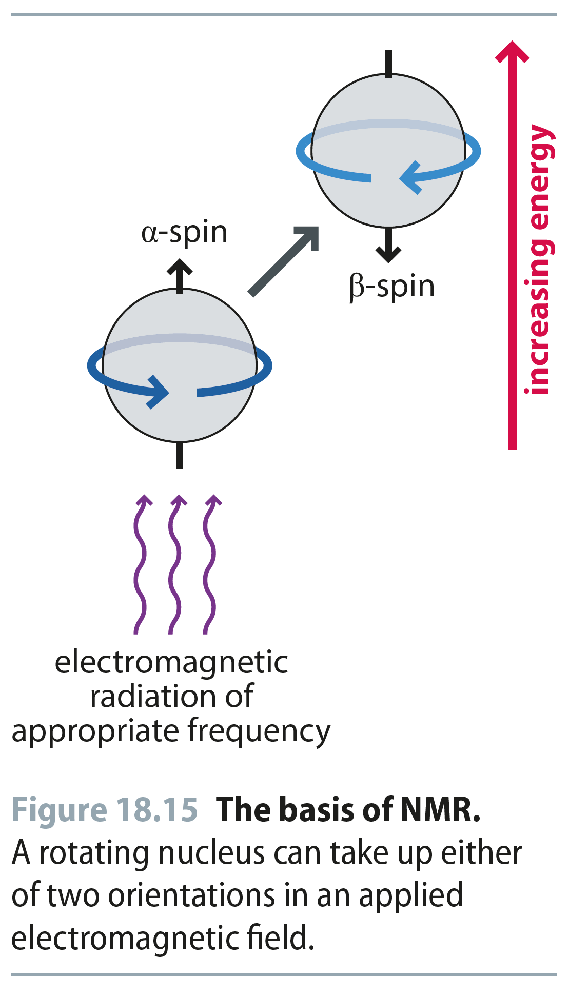 α-spin
β-spin
increasing energy
electromagnetic
radiation of
appropriate frequency
Figure 18.15 The basis of NMR.
A rotating nucleus can take up either
of two orientations in an applied
electromagnetic field.